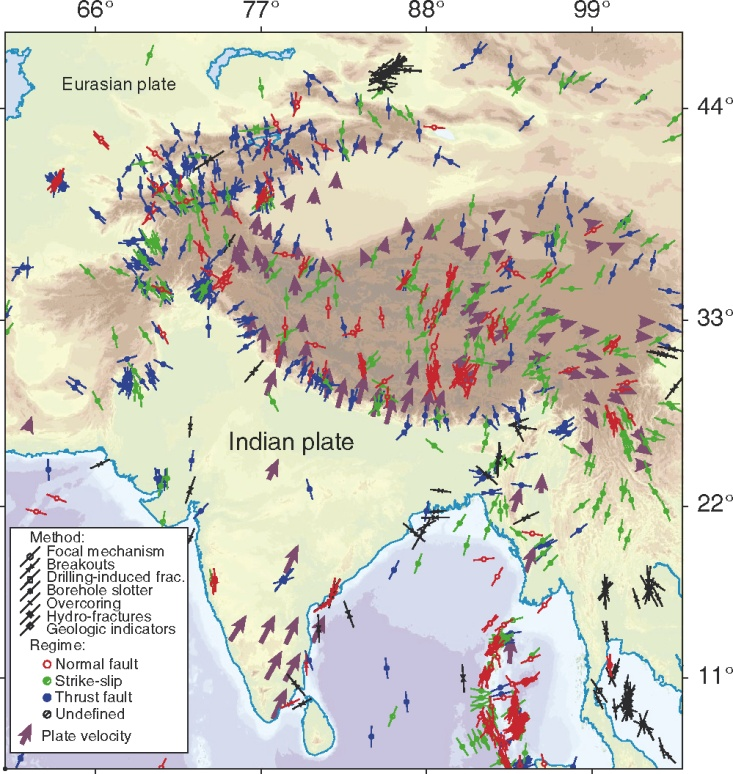 66° 77° 88° 99°
Eurasian plate
44°
33°
Indian plate
22°
Method:
Focal mechanism
Breakouts
Drilling-induced frac.
Borehole slotter
Overcoring
Hydro-fractures
Geologic indicators
Regime:
Normal fault
Strike-slip
Thrust fault
Undefined
Plate velocity
11°